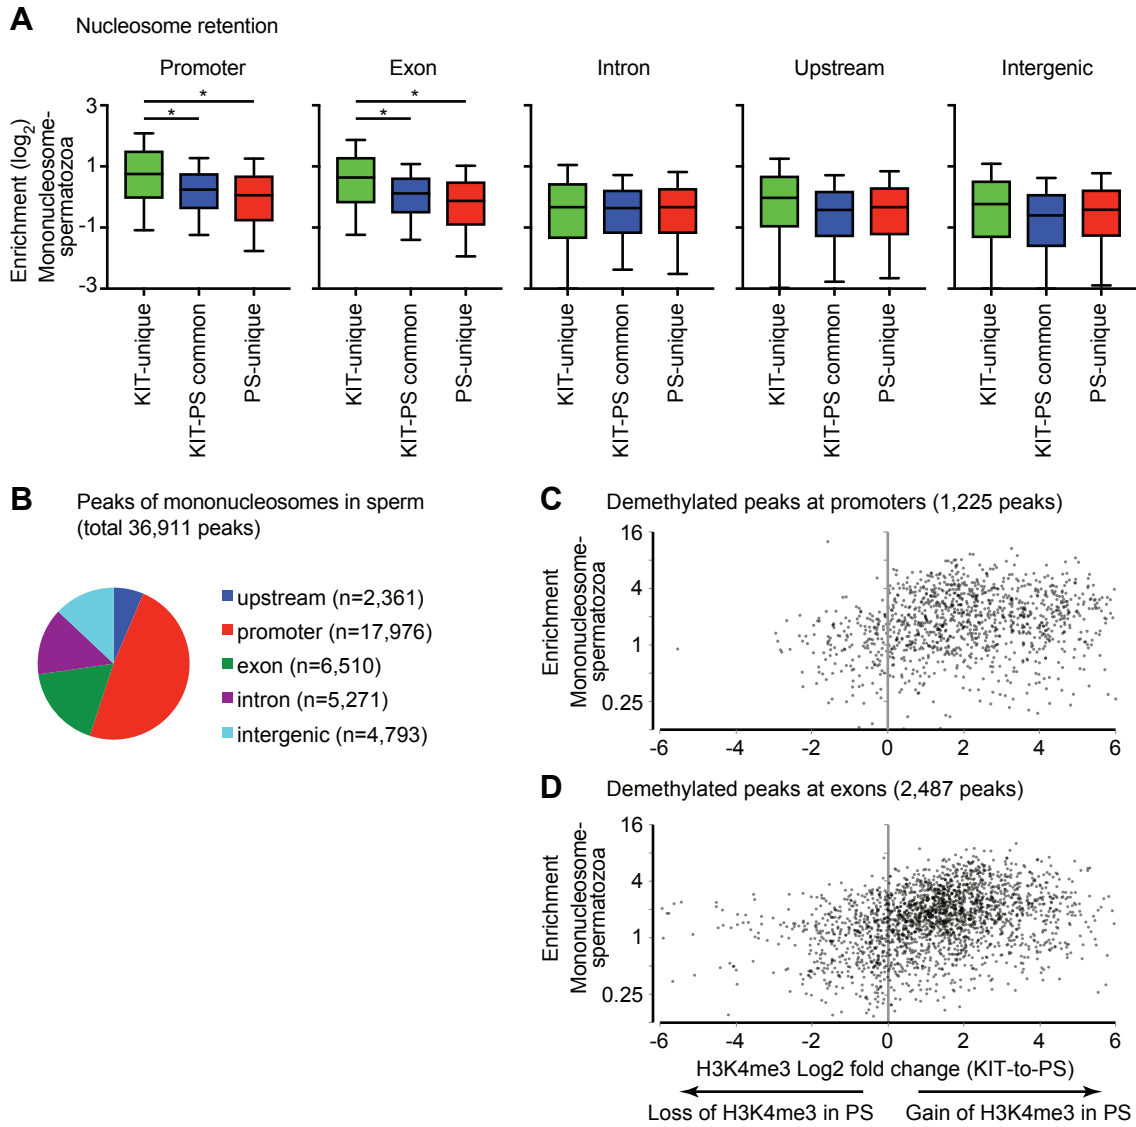 A
Nucleosome retention
Promoter
Exon
Intron
Upstream
Intergenic
Enrichment (log2)
Mononucleosome-
spermatozoa
3
1
-1
-3
*
*
*
*
KIT-unique
KIT-PS common
PS-unique
KIT-unique
KIT-PS common
PS-unique
KIT-unique
KIT-PS common
PS-unique
KIT-unique
KIT-PS common
PS-unique
KIT-unique
KIT-PS common
PS-unique
B
Peaks of mononucleosomes in sperm
(total 36,911 peaks)
upstream (n=2,361)
promoter (n=17,976)
exon (n=6,510)
intron (n=5,271)
intergenic (n=4,793)
C
Demethylated peaks at promoters (1,225 peaks)
Enrichment
Mononucleosome-
spermatozoa
16
4
1
0.25
-6 -4 -2 0 2 4 6
D
Demethylated peaks at exons (2,487 peaks)
Enrichment
Mononucleosome-
spermatozoa
16
4
1
0.25
-6 -4 -2 0 2 4 6
H3K4me3 Log2 fold change (KIT-to-PS)
Loss of H3K4me3 in PS
Gain of H3K4me3 in PS